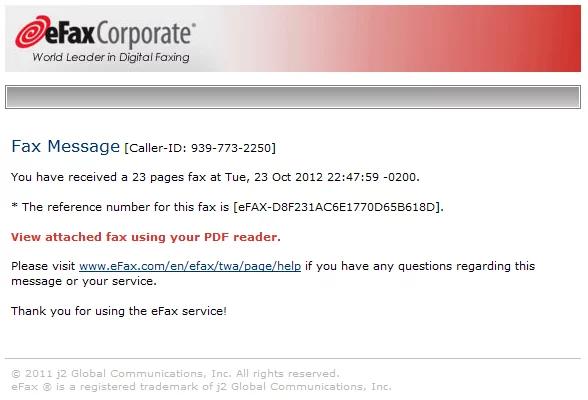 eFaxCorporate®
World Leader in Digital Faxing
Fax Message [Caller-ID: 939-773-2250]
You have received a 23 pages fax at Tue, 23 Oct 2012 22:47:59 -0200.
* The reference number for this fax is [eFAX-D8F231AC6E1770D65B618D].
View attached fax using your PDF reader.
Please visit www.eFax.com/en/efax/twa/page/help if you have any questions regarding this
message or your service.
Thank you for using the eFax service!
© 2011 j2 Global Communications, Inc. All rights reserved.
eFax ® is a registered trademark of j2 Global Communications, Inc.